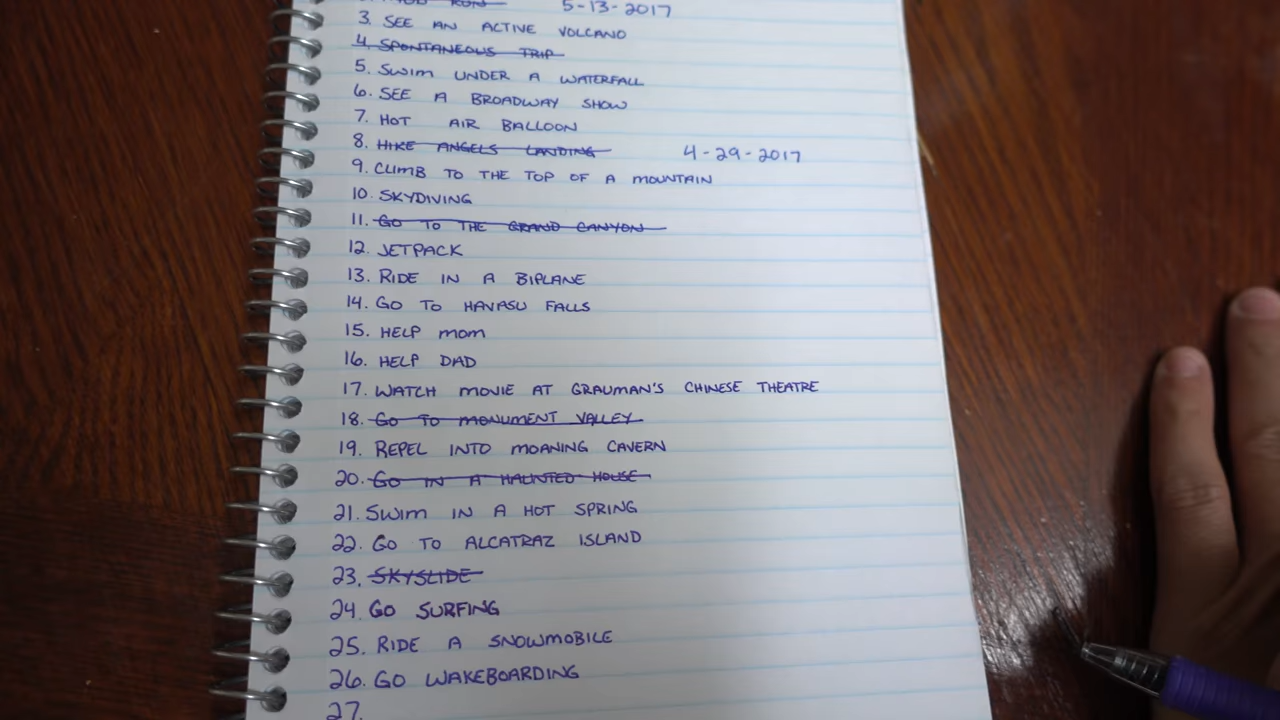 RUN 5-13-2017
3. SEE AN ACTIVE VOLCANO
4. SPONTANEOUS TRIP
5. SWIM UNDER A WATERFALL
6. SEE A BROADWAY SHOW
7. HOT AIR BALLOON
8. HIKE ANGELS LANDING 4-29-2017
9. CLIMB TO THE TOP OF A MOUNTAIN
10. SKYDIVING
11. GO TO THE GRAND CANYON
12. JETPACK
13. RIDE IN A BIPLANE
14. GO TO HAVASU FALLS
15. HELP MOM
16. HELP DAD
17. WATCH MOVIE AT GRAUMAN'S CHINESE THEATRE
18. GO TO MONUMENT VALLEY
19. REPEL INTO MOANING CAVERN
20. GO IN A HAUNTED HOUSE
21. SWIM IN A HOT SPRING
22. GO TO ALCATRAZ ISLAND
23. SKYSLIDE
24. GO SURFING
25. RIDE A SNOWMOBILE
26. GO WAKEBOARDING
27.